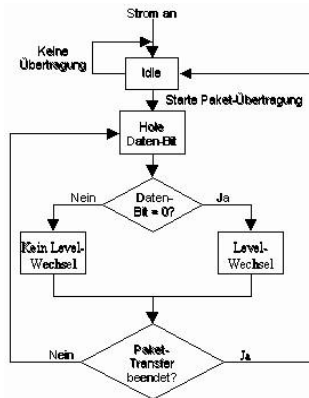 Strom an
Keine
Übertragung
Idle
Starte Paket-Übertragung
Hole
Daten-Bit
Nein
Daten-
Bit = 0?
Ja
Kein Level-
Wechsel
Level-
Wechsel
Nein
Paket-
Transfer
beendet?
Ja